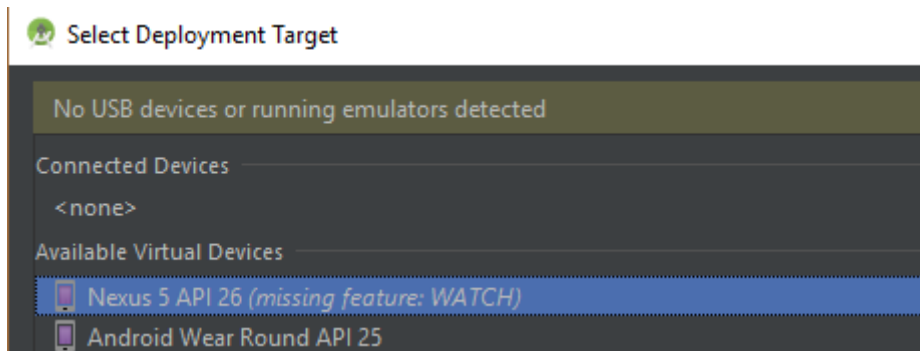 Select Deployment Target
No USB devices or running emulators detected
Connected Devices
<none>
Available Virtual Devices
Nexus 5 API 26 (missing feature: WATCH)
Android Wear Round API 25